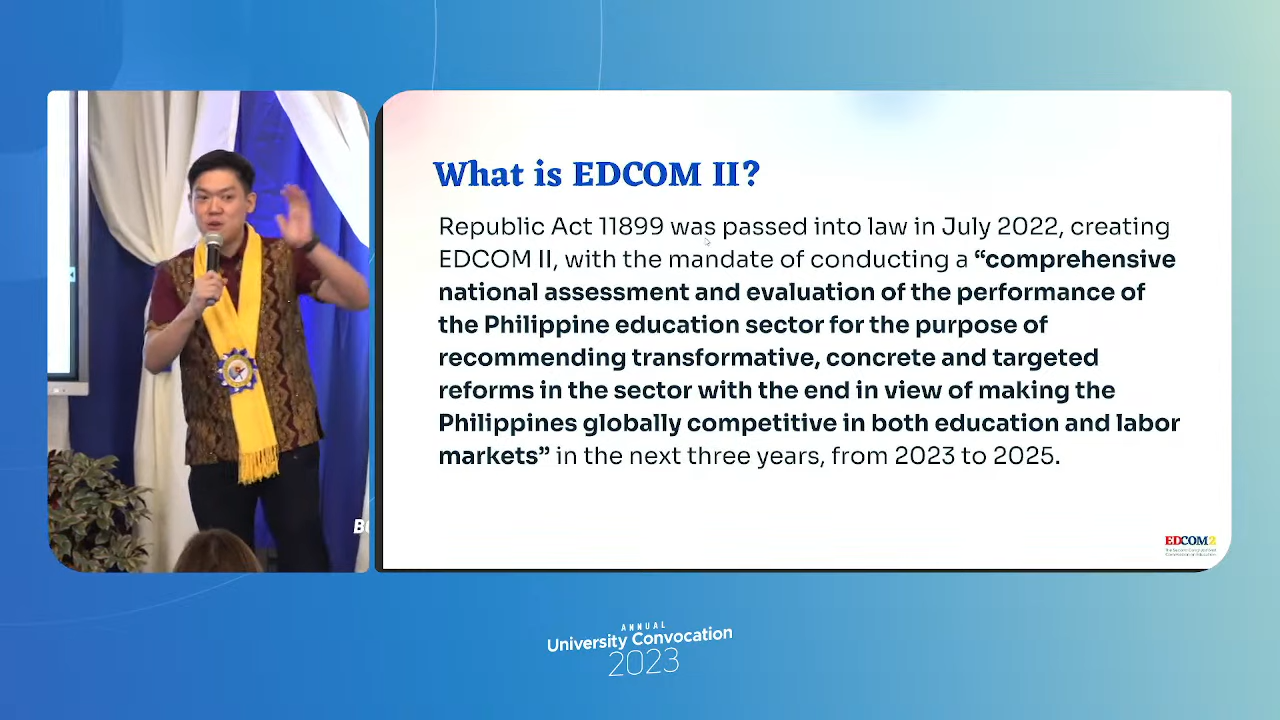 What is EDCOM II?
Republic Act 11899 was passed into law in July 2022, creating
EDCOM II, with the mandate of conducting a “comprehensive
national assessment and evaluation of the performance of
the Philippine education sector for the purpose of
recommending transformative, concrete and targeted
reforms in the sector with the end in view of making the
Philippines globally competitive in both education and labor
markets” in the next three years, from 2023 to 2025.
EDCOM2
ANNUAL
University Convocation
2023